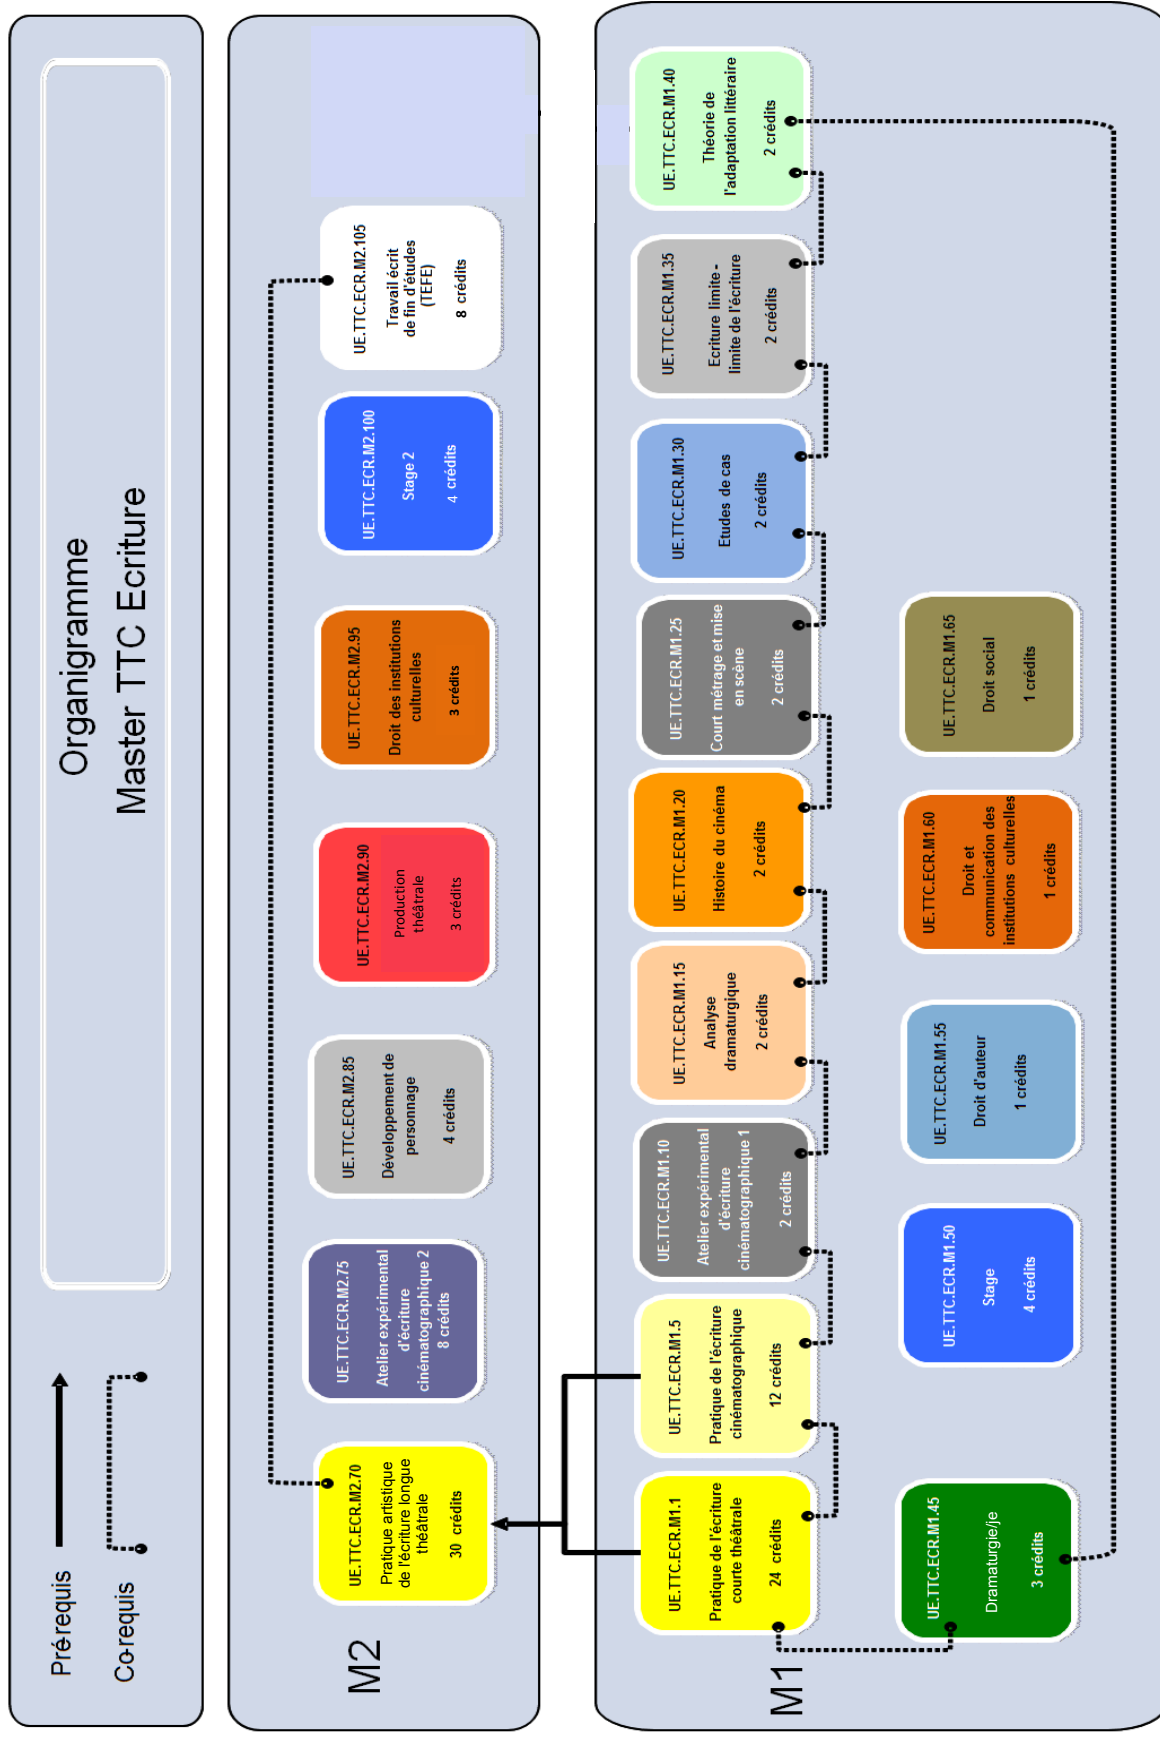 Organigramme
Master TTC Ecriture
Pré-requis
Co-requis
M2
UE.TTC.ECR.M2.70
Pratique artistique
de l'écriture longue
théâtrale
30 crédits
UE.TTC.ECR.M2.75
Atelier expérimental
d'écriture
cinématographique 2
8 crédits
UE.TTC.ECR.M2.85
Développement de
personnage
4 crédits
UE.TTC.ECR.M2.90
Production
théâtrale
3 crédits
UE.TTC.ECR.M2.95
Droit des institutions
culturelles
3 crédits
UE.TTC.ECR.M2.100
Stage 2
4 crédits
UE.TTC.ECR.M2.105
Travail écrit
de fin d'études
(TEFE)
8 crédits
M1
UE.TTC.ECR.M1.1
Pratique de l'écriture
courte théâtrale
24 crédits
UE.TTC.ECR.M1.5
Pratique de l'écriture
cinématographique
12 crédits
UE.TTC.ECR.M1.10
Atelier expérimental
d'écriture
cinématographique 1
2 crédits
UE.TTC.ECR.M1.15
Analyse
dramaturgique
2 crédits
UE.TTC.ECR.M1.20
Histoire du cinéma
2 crédits
UE.TTC.ECR.M1.25
Court métrage et mise
en scène
2 crédits
UE.TTC.ECR.M1.30
Etudes de cas
2 crédits
UE.TTC.ECR.M1.35
Ecriture limite -
limite de l'écriture
2 crédits
UE.TTC.ECR.M1.40
Théorie de
l'adaptation littéraire
2 crédits
UE.TTC.ECR.M1.45
Dramaturgie/je
3 crédits
UE.TTC.ECR.M1.50
Stage
4 crédits
UE.TTC.ECR.M1.55
Droit d'auteur
1 crédits
UE.TTC.ECR.M1.60
Droit et
communication des
institutions culturelles
1 crédits
UE.TTC.ECR.M1.65
Droit social
1 crédits